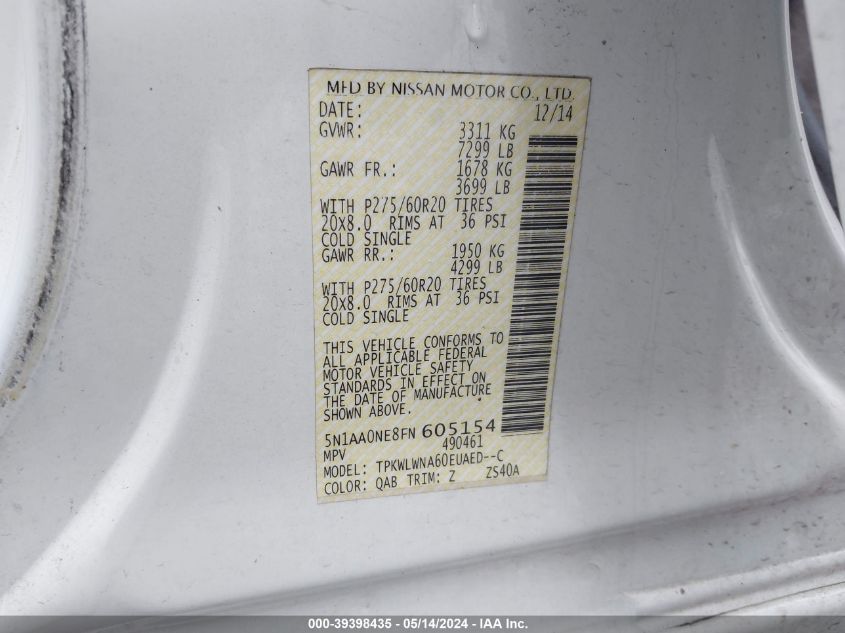 MFD BY NISSAN MOTOR CO., LTD.
DATE: 12/14
GVWR: 3311 KG
7299 LB
GAWR FR.: 1678 KG
3699 LB
WITH P275/60R20 TIRES
20X8.0 RIMS AT 36 PSI
COLD SINGLE
GAWR RR.: 1950 KG
4299 LB
WITH P275/60R20 TIRES
20X8.0 RIMS AT 36 PSI
COLD SINGLE
THIS VEHICLE CONFORMS TO
ALL APPLICABLE FEDERAL
MOTOR VEHICLE SAFETY
STANDARDS IN EFFECT ON
THE DATE OF MANUFACTURE
SHOWN ABOVE.
5N1AA0NE8FN 605154
MPV 490461
MODEL: TPKWLWNA60EUAED--C
COLOR: QAB TRIM: Z ZS40A
000-39398435 - 05/14/2024 - IAA Inc.